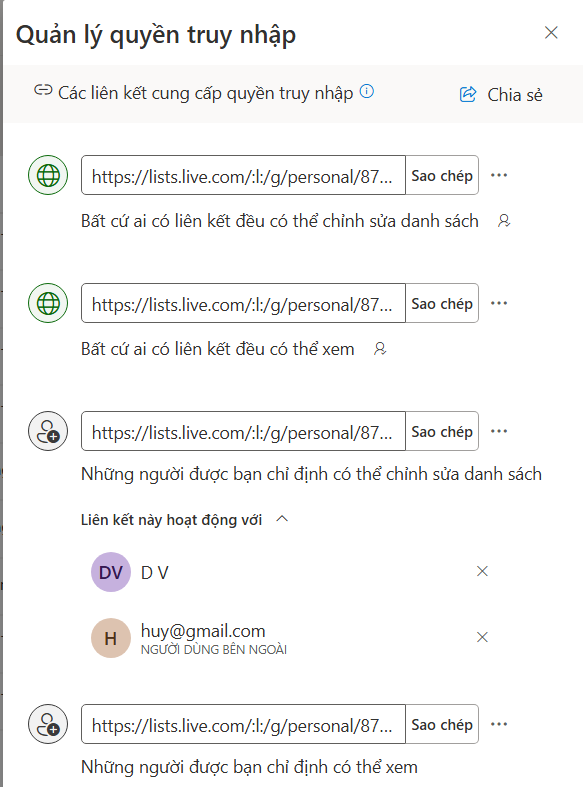 Quản lý quyền truy nhập
Các liên kết cung cấp quyền truy nhập
Chia sẻ
https://lists.live.com/:l:/g/personal/87... Sao chép
Bất cứ ai có liên kết đều có thể chỉnh sửa danh sách
https://lists.live.com/:l:/g/personal/87... Sao chép
Bất cứ ai có liên kết đều có thể xem
https://lists.live.com/:l:/g/personal/87... Sao chép
Những người được bạn chỉ định có thể chỉnh sửa danh sách
Liên kết này hoạt động với
DV D V
H huy@gmail.com
NGƯỜI DÙNG BÊN NGOÀI
https://lists.live.com/:l:/g/personal/87... Sao chép
Những người được bạn chỉ định có thể xem